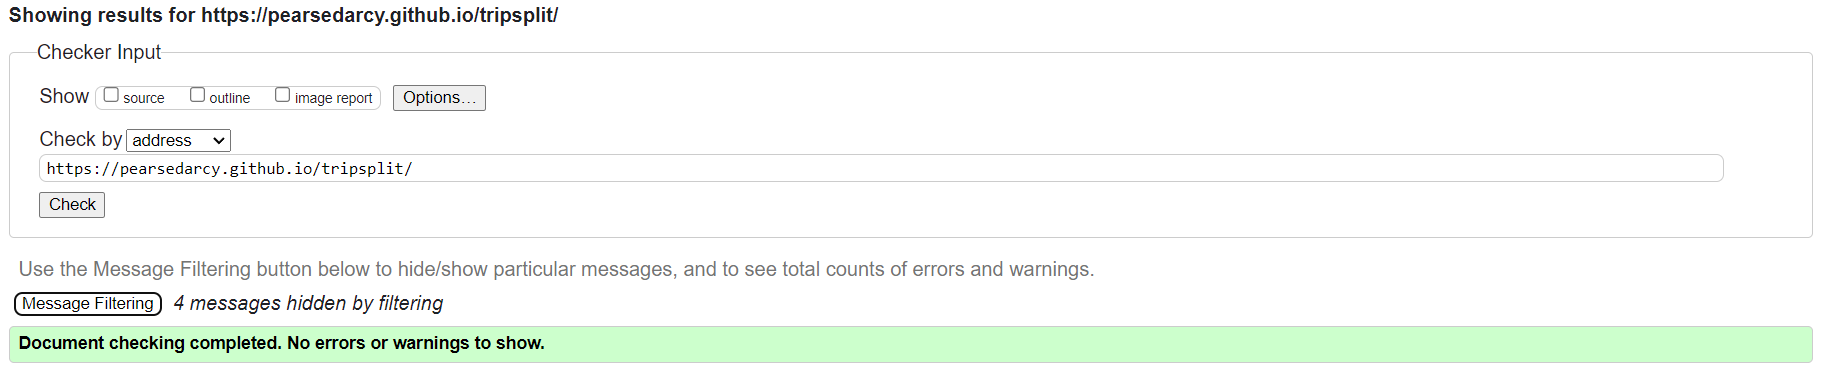 Showing results for https://pearsedarcy.github.io/tripsplit/
Checker Input
Show source outline image report Options...
Check by address
https://pearsedarcy.github.io/tripsplit/
Check
Use the Message Filtering button below to hide/show particular messages, and to see total counts of errors and warnings.
Message Filtering 4 messages hidden by filtering
Document checking completed. No errors or warnings to show.